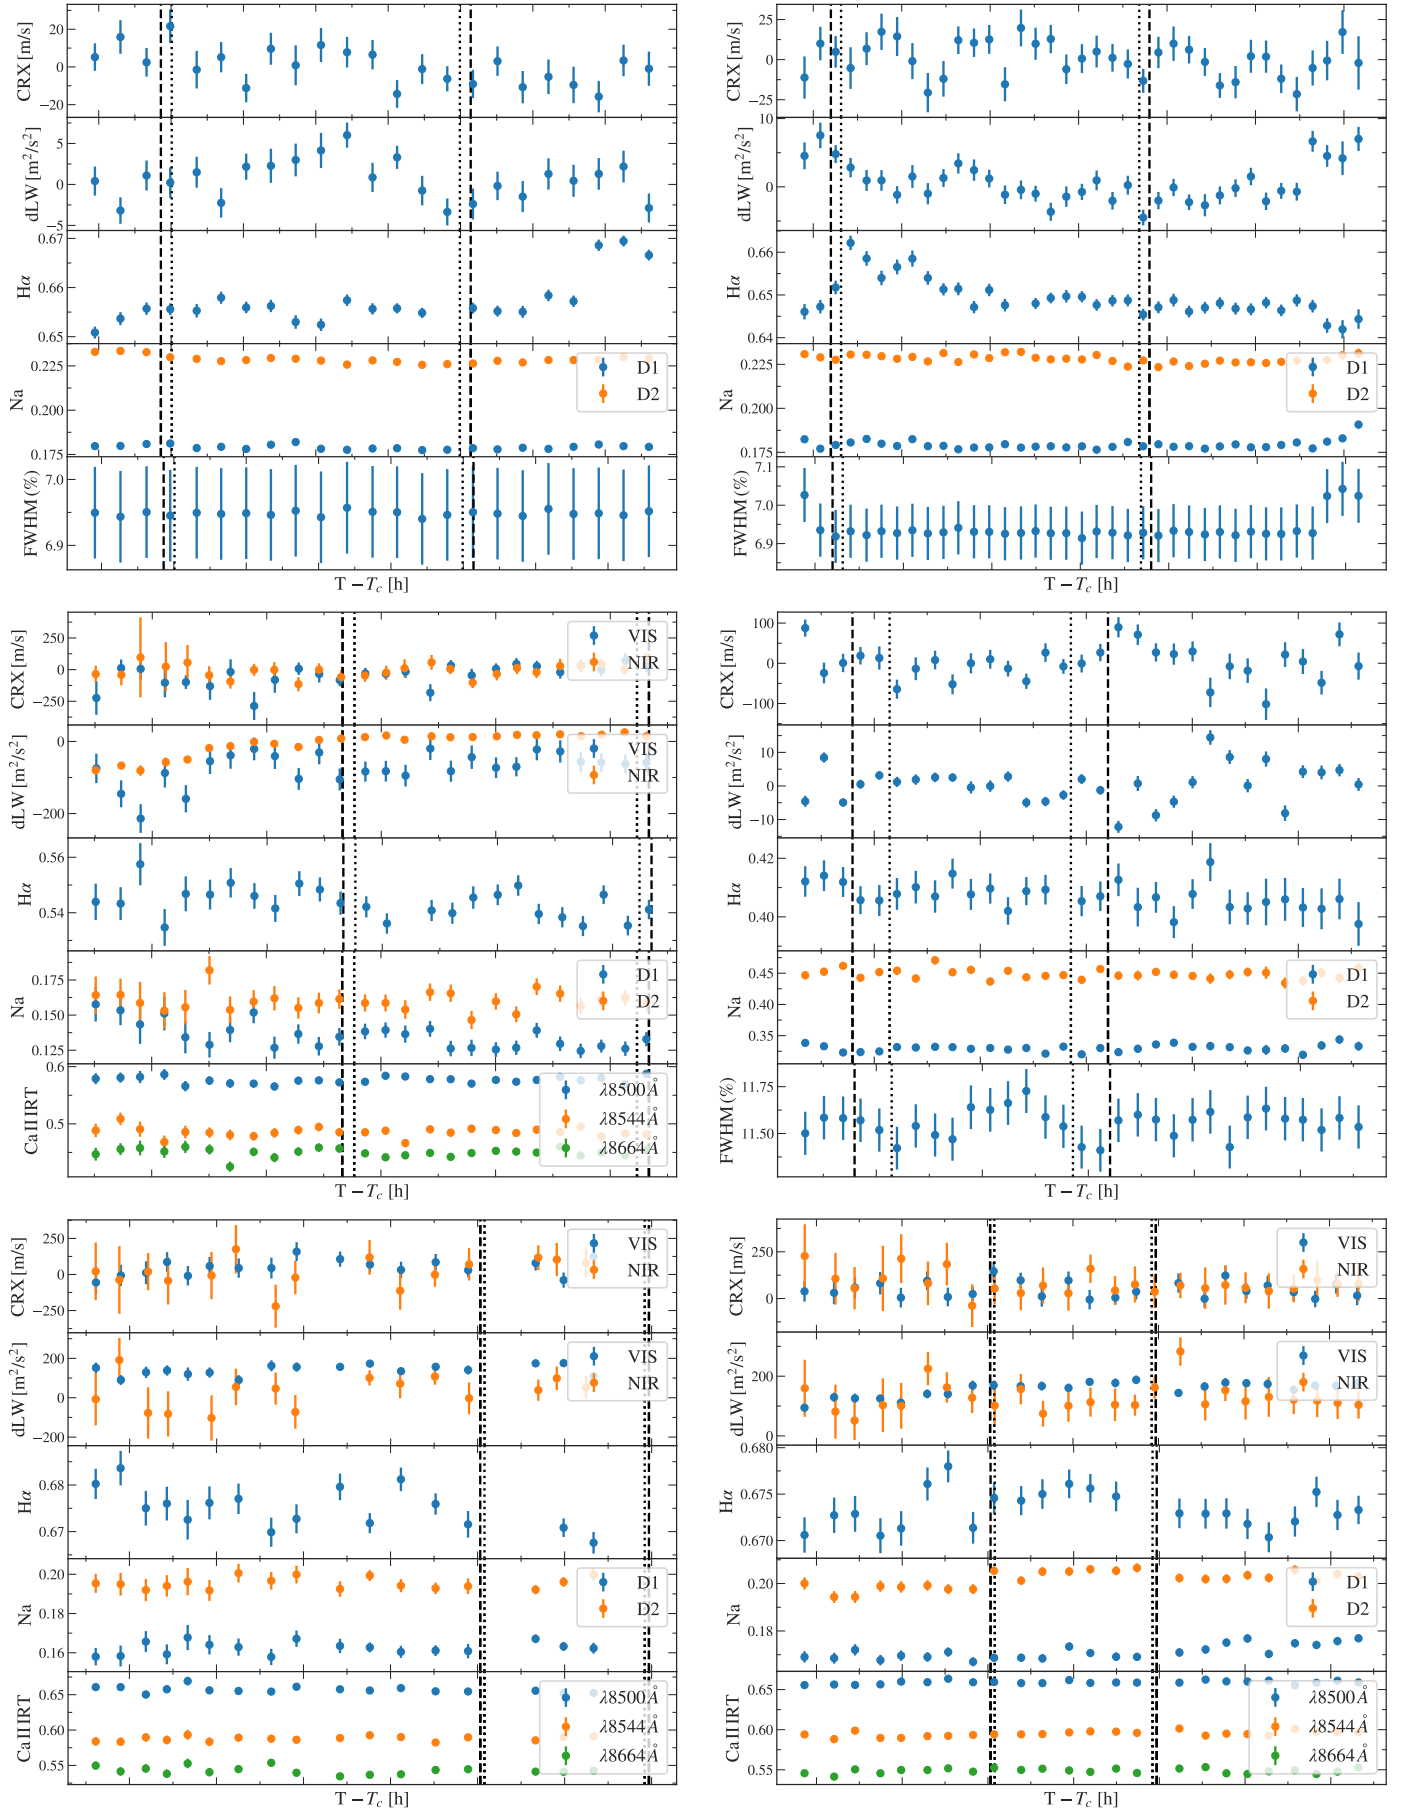 CRX [m/s]
20
0
−20
dLW [m²/s²]
5
0
−5
Hα
0.67
0.66
0.65
Na
0.225
0.200
0.175
D1
D2
FWHM (%)
7.0
6.9
T − T_c [h]
CRX [m/s]
25
0
−25
dLW [m²/s²]
10
0
Hα
0.66
0.65
0.64
Na
0.225
0.200
0.175
D1
D2
FWHM (%)
7.1
7.0
6.9
T − T_c [h]
CRX [m/s]
250
0
−250
VIS
NIR
dLW [m²/s²]
0
−200
VIS
NIR
Hα
0.56
0.54
Na
0.175
0.150
0.125
D1
D2
Ca II IRT
0.6
0.5
λ8500Å
λ8544Å
λ8664Å
T − T_c [h]
CRX [m/s]
100
0
−100
dLW [m²/s²]
10
0
−10
Hα
0.42
0.40
Na
0.45
0.40
0.35
D1
D2
FWHM (%)
11.75
11.50
T − T_c [h]
CRX [m/s]
250
0
−250
VIS
NIR
dLW [m²/s²]
200
0
−200
VIS
NIR
Hα
0.68
0.67
Na
0.20
0.18
0.16
D1
D2
Ca II IRT
0.65
0.60
0.55
λ8500Å
λ8544Å
λ8664Å
T − T_c [h]
CRX [m/s]
250
0
VIS
NIR
dLW [m²/s²]
200
0
VIS
NIR
Hα
0.680
0.675
0.670
Na
0.20
0.18
D1
D2
Ca II IRT
0.65
0.60
0.55
λ8500Å
λ8544Å
λ8664Å
T − T_c [h]